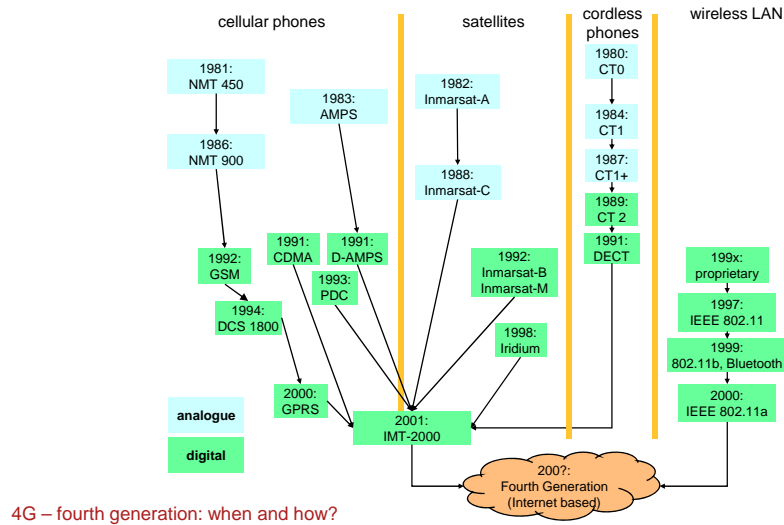 cellular phones
satellites
cordless
phones
wireless LAN
1981:
NMT 450
1986:
NMT 900
1992:
GSM
1994:
DCS 1800
2000:
GPRS
1983:
AMPS
1991:
CDMA
1991:
D-AMPS
1993:
PDC
1982:
Inmarsat-A
1988:
Inmarsat-C
1992:
Inmarsat-B
Inmarsat-M
1998:
Iridium
1980:
CT0
1984:
CT1
1987:
CT1+
1989:
CT 2
1991:
DECT
199x:
proprietary
1997:
IEEE 802.11
1999:
802.11b, Bluetooth
2000:
IEEE 802.11a
2001:
IMT-2000
200?:
Fourth Generation
(Internet based)
analogue
digital
4G – fourth generation: when and how?